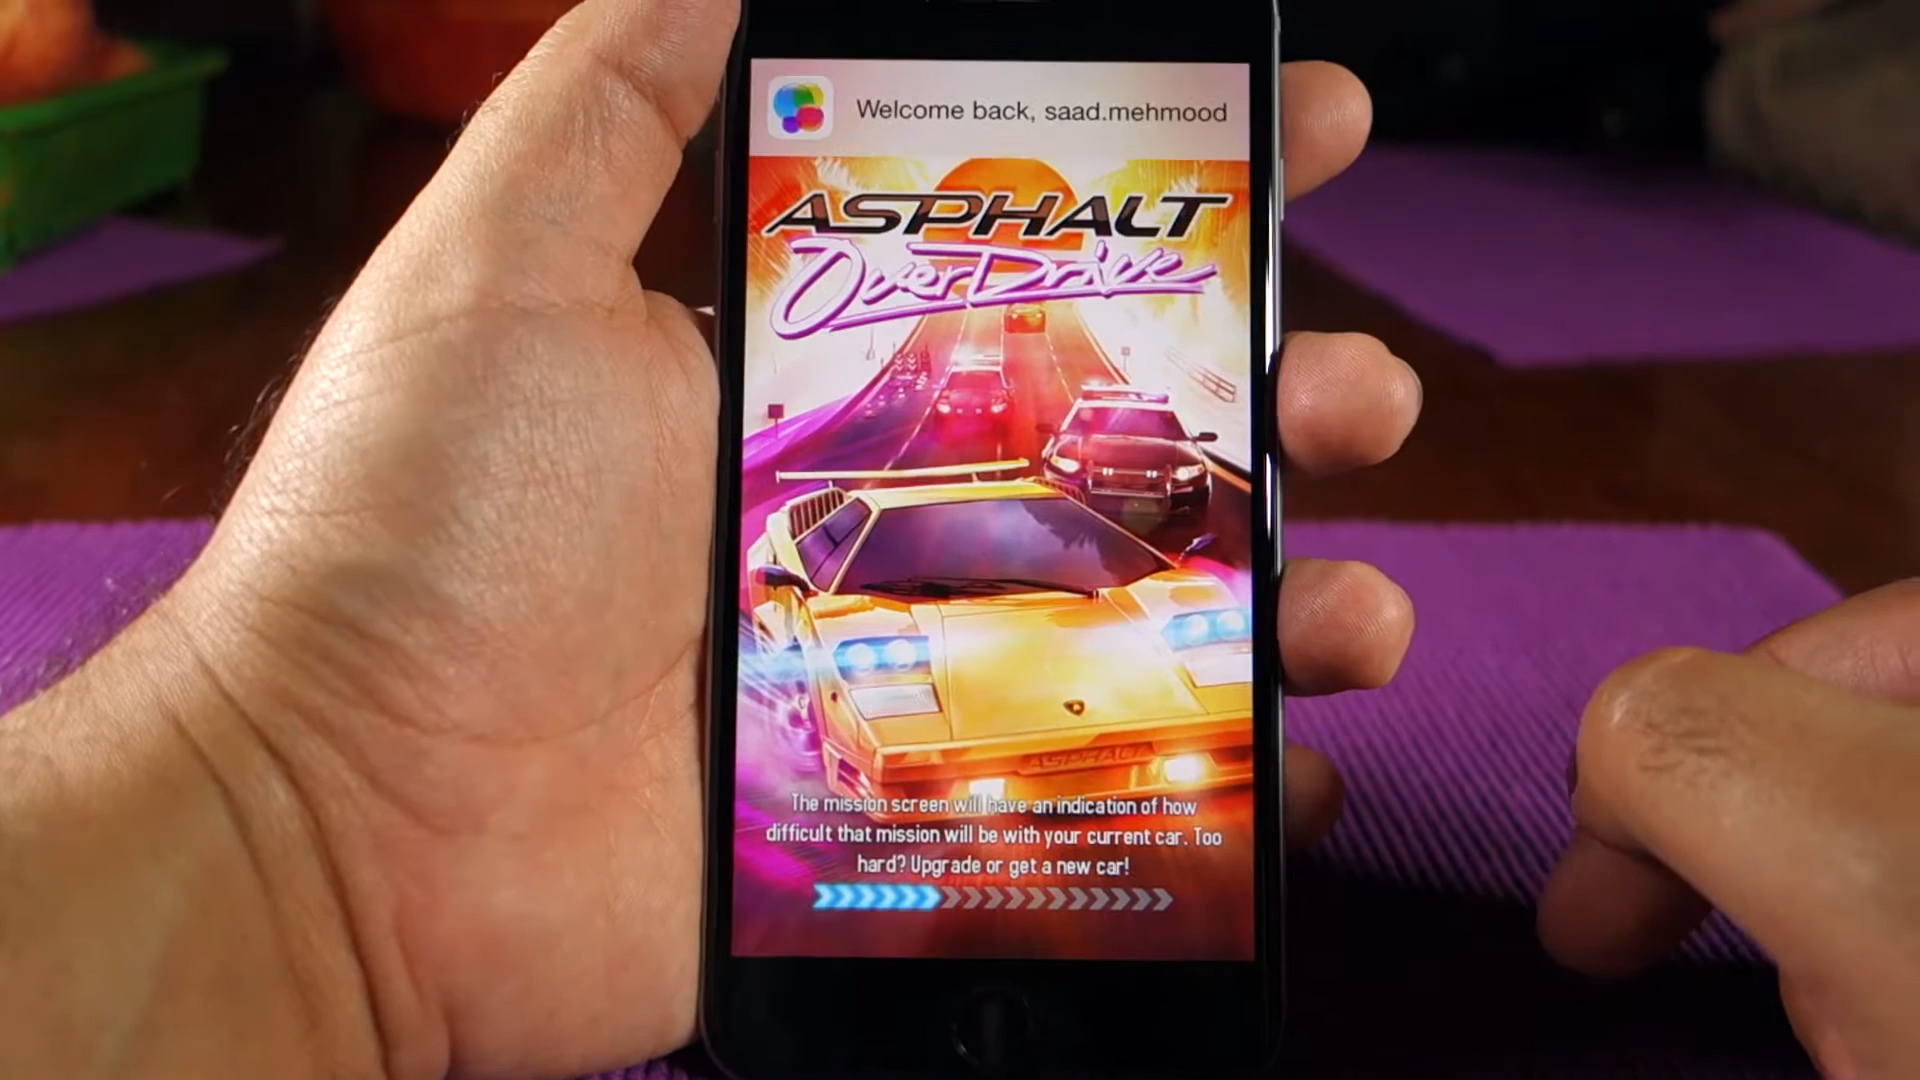 Welcome back, saad.mehmood
ASPHALT
OverDrive
ASPHALT
The mission screen will have an indication of how
difficult that mission will be with your current car. Too
hard? Upgrade or get a new car!